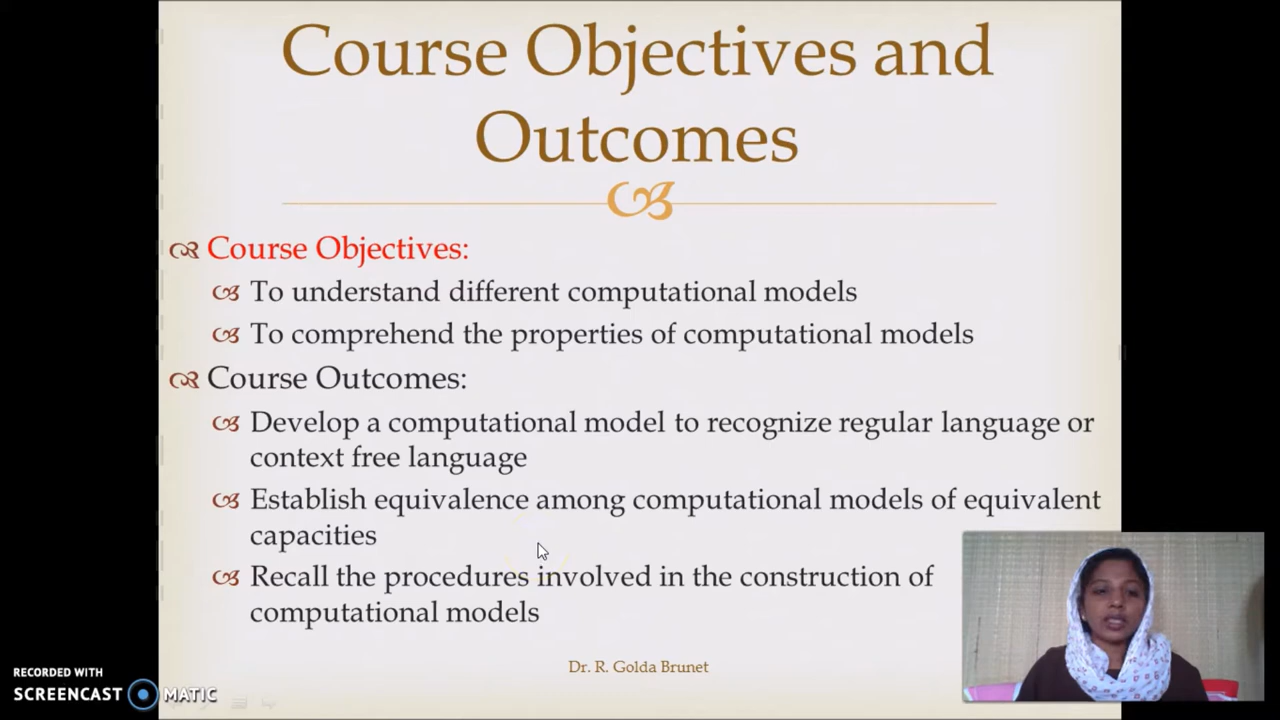 Course Objectives and
Outcomes
Course Objectives:
To understand different computational models
To comprehend the properties of computational models
Course Outcomes:
Develop a computational model to recognize regular language or
context free language
Establish equivalence among computational models of equivalent
capacities
Recall the procedures involved in the construction of
computational models
Dr. R. Golda Brunet
RECORDED WITH
SCREENCAST MATIC